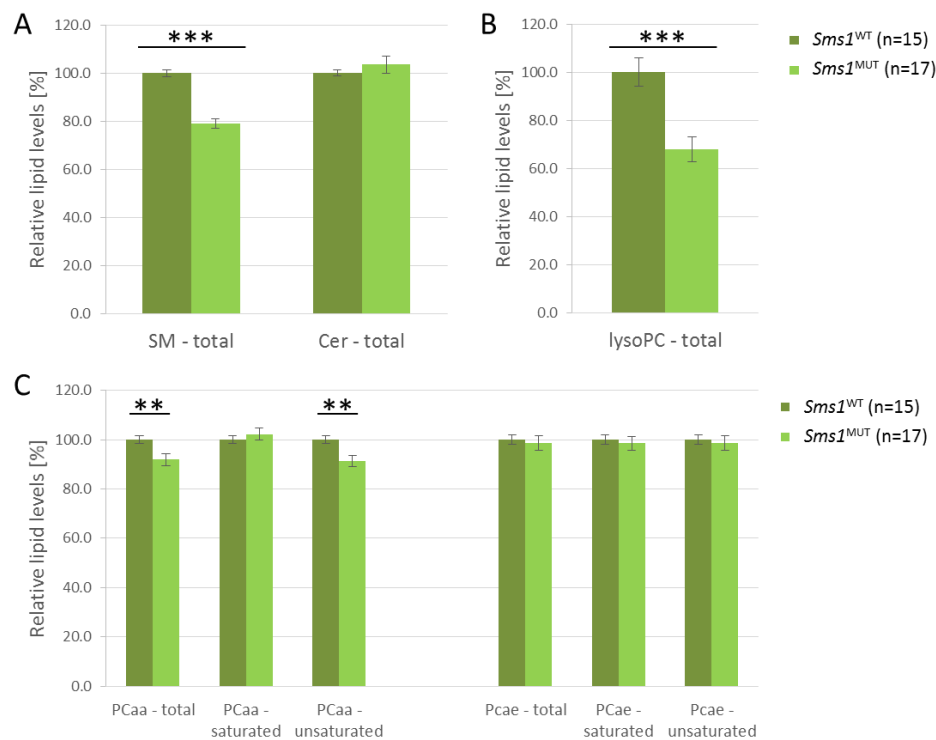 A
Relative lipid levels [%]
120.0
100.0
80.0
60.0
40.0
20.0
0.0
***
SM - total
Cer - total
B
Relative lipid levels [%]
120.0
100.0
80.0
60.0
40.0
20.0
0.0
***
lysoPC - total
Sms1WT (n=15)
Sms1MUT (n=17)
C
Relative lipid levels [%]
120.0
100.0
80.0
60.0
40.0
20.0
0.0
**
**
PCaa - total
PCaa -
saturated
PCaa -
unsaturated
Pcae - total
PCae -
saturated
PCae -
unsaturated
Sms1WT (n=15)
Sms1MUT (n=17)